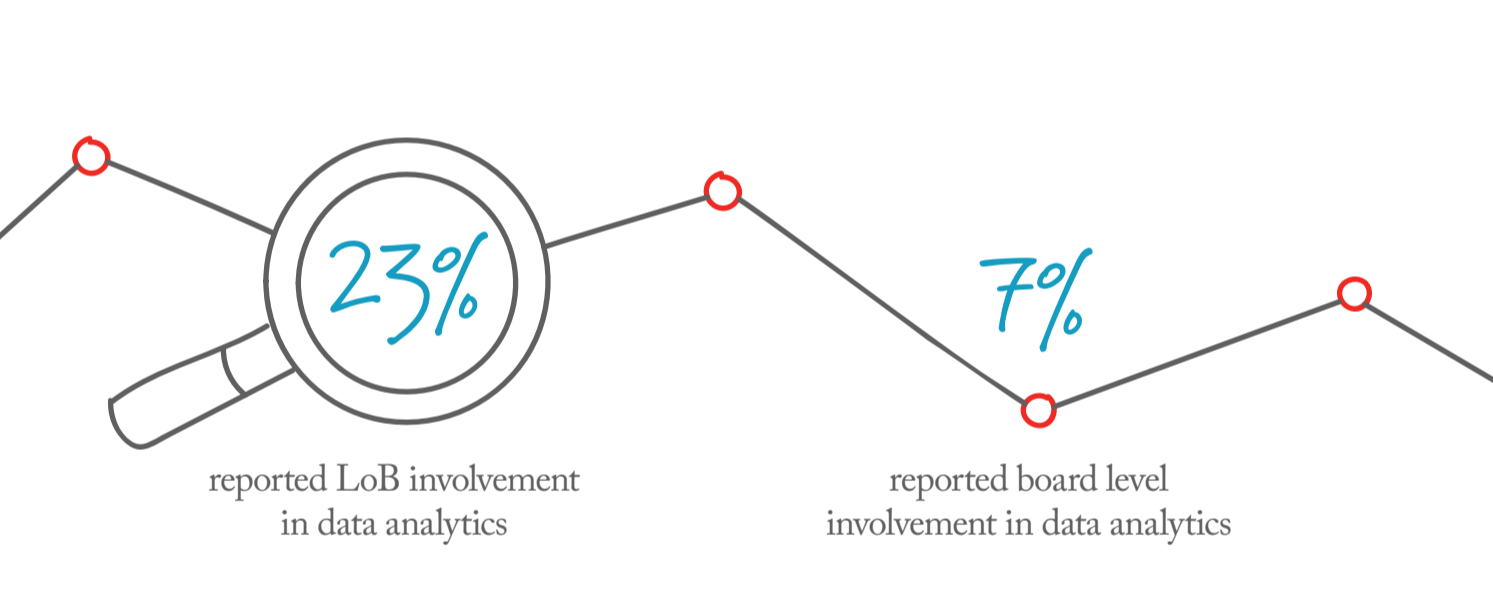 23%
reported LoB involvement
in data analytics
7%
reported board level
involvement in data analytics